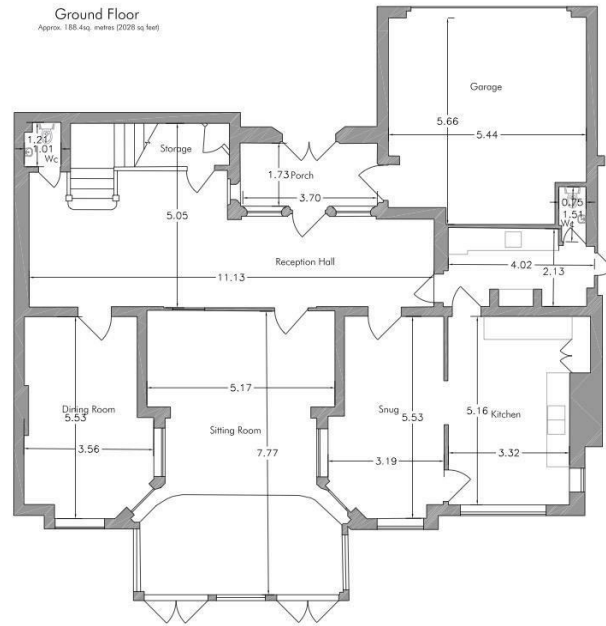 Ground Floor
Approx. 188.4sq. metres (2028 sq feet)
Garage
5.66
5.44
1.21
1.01
Wc
Storage
Porch
1.73
3.70
0.75
1.51
Wc
5.05
Reception Hall
4.02
2.13
11.13
5.17
Dining Room
5.53
3.56
Sitting Room
7.77
Snug
5.53
3.19
5.16
Kitchen
3.32